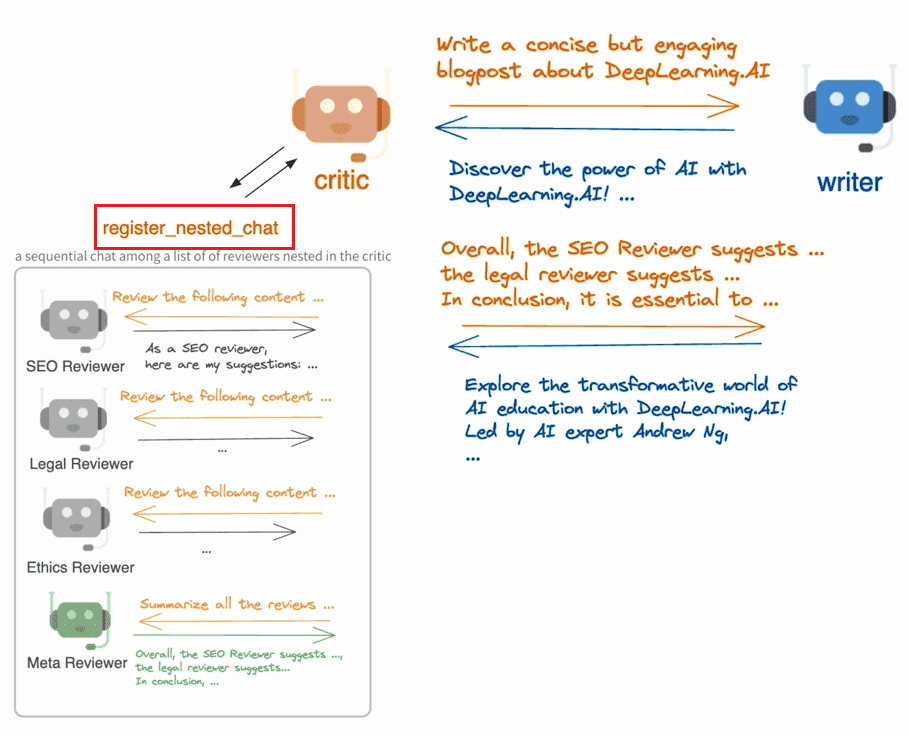 Write a concise but engaging
blogpost about DeepLearning.AI
critic
writer
Discover the power of AI with
DeepLearning.AI! ...
register_nested_chat
a sequential chat among a list of of reviewers nested in the critic
Overall, the SEO Reviewer suggests ...
the legal reviewer suggests ...
In conclusion, it is essential to ...
Explore the transformative world of
AI education with DeepLearning.AI!
Led by AI expert Andrew Ng,
...
Review the following content ...
As a SEO reviewer,
here are my suggestions: ...
SEO Reviewer
Review the following content ...
...
Legal Reviewer
Review the following content ...
...
Ethics Reviewer
Summarize all the reviews ...
Meta Reviewer
Overall, the SEO Reviewer suggests ...,
the legal reviewer suggests...
In conclusion, ...